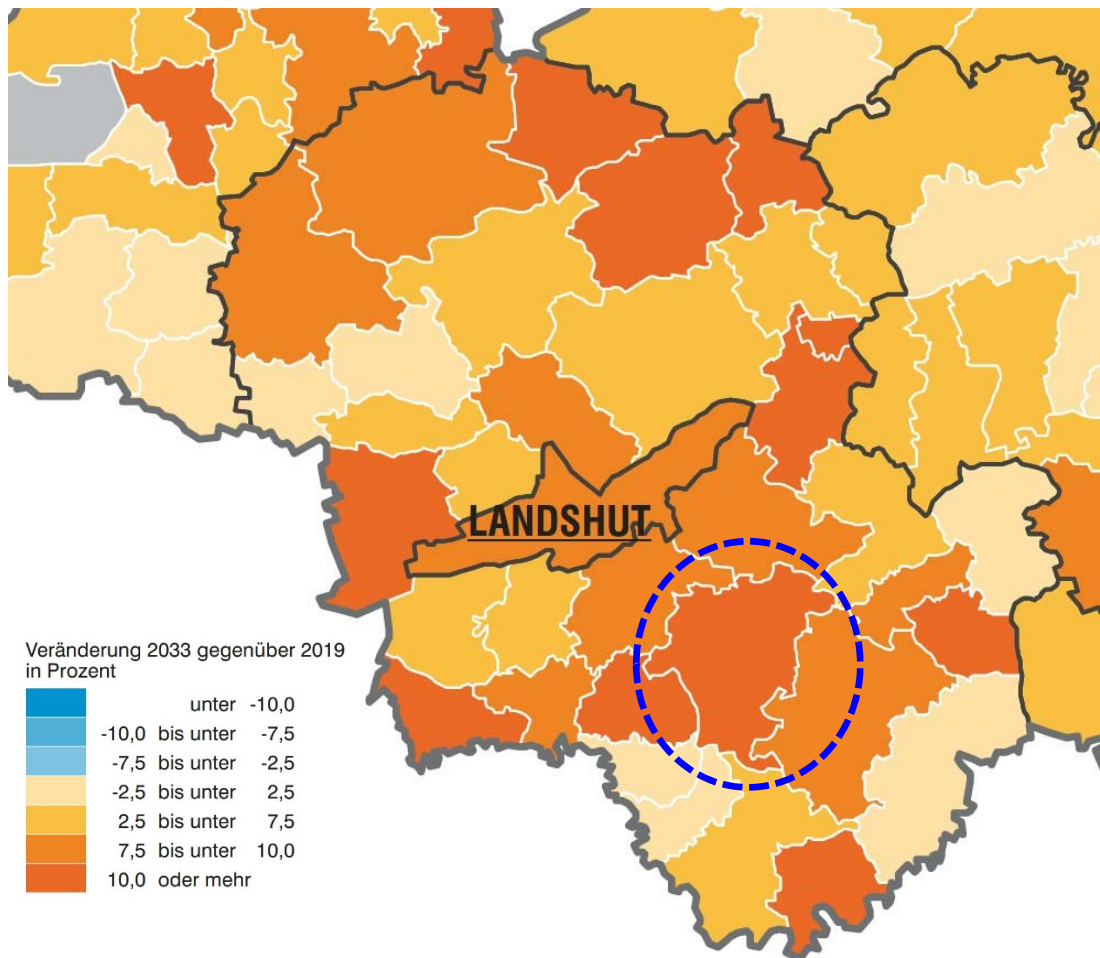 LANDSHUT
Veränderung 2033 gegenüber 2019
in Prozent
unter -10,0
-10,0 bis unter -7,5
-7,5 bis unter -2,5
-2,5 bis unter 2,5
2,5 bis unter 7,5
7,5 bis unter 10,0
10,0 oder mehr